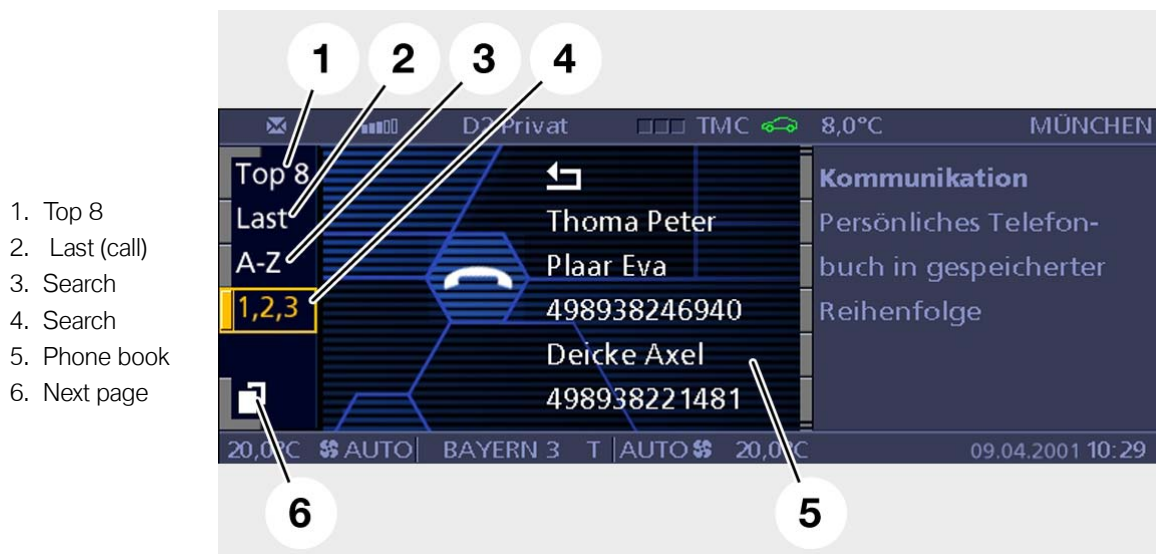 1. Top 8
2. Last (call)
3. Search
4. Search
5. Phone book
6. Next page
1 2 3 4
D2 Privat TMC 8,0°C MÜNCHEN
Top 8
Last
A-Z
1,2,3
Thoma Peter
Plaar Eva
498938246940
Deicke Axel
498938221481
Kommunikation
Persönliches Telefon-
buch in gespeicherter
Reihenfolge
20,0°C AUTO BAYERN 3 T AUTO 20,0°C 09.04.2001 10:29
6 5